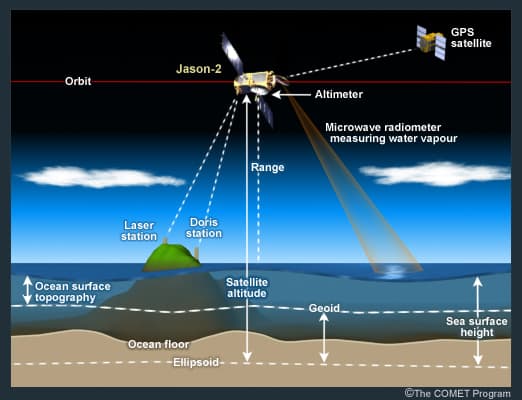 GPS
satellite
Jason-2
Orbit
Altimeter
Microwave radiometer
measuring water vapour
Range
Laser
station
Doris
station
Ocean surface
topography
Satellite
altitude
Geoid
Sea surface
height
Ocean floor
Ellipsoid
©The COMET Program